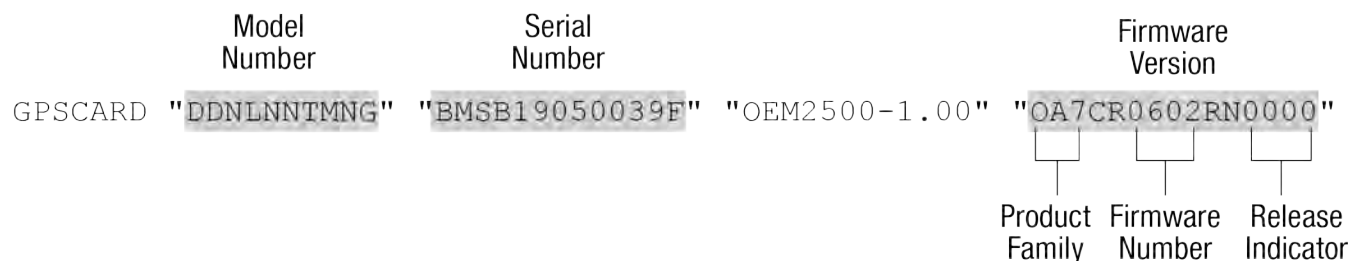 Model
Number
Serial
Number
Firmware
Version
GPSCARD "DDNLNNTMNG" "BMSB19050039F" "OEM2500-1.00" "OA7CR0602RN0000"
Product
Family
Firmware
Number
Release
Indicator